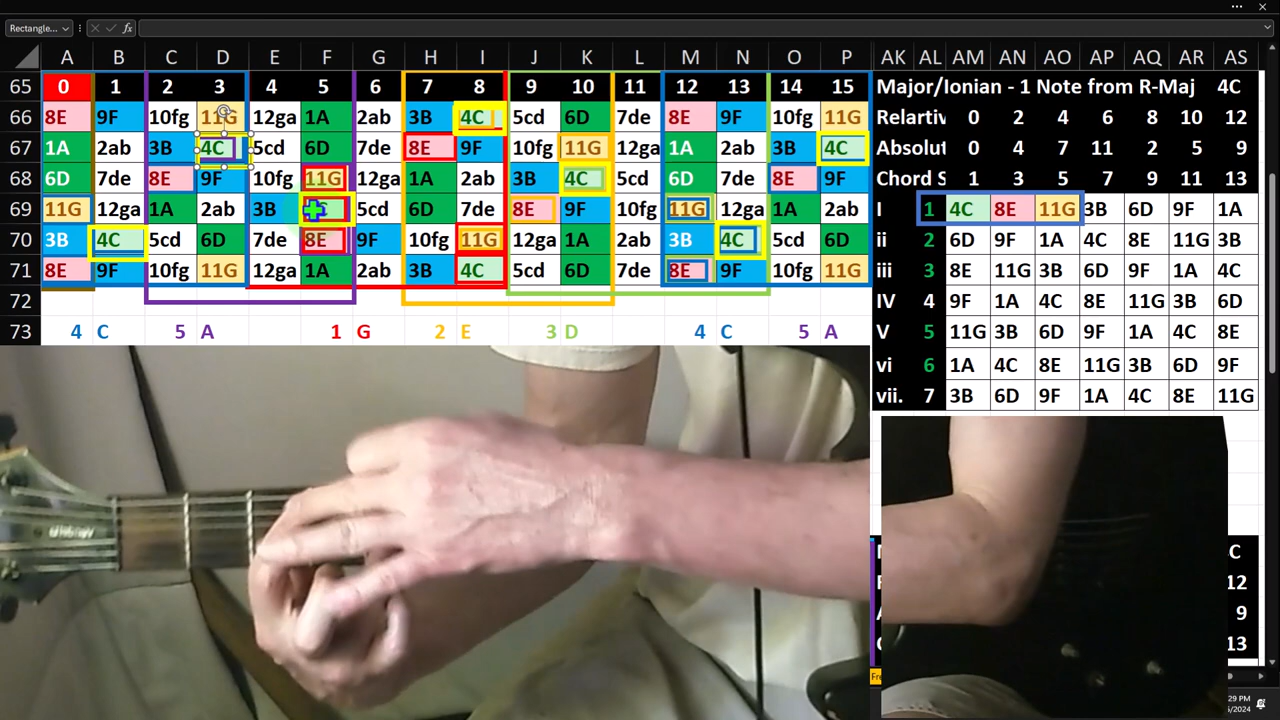 Rectangle...
fx
A B C D E F G H I J K L M N O P AK AL AM AN AO AP AQ AR AS
65 0 1 2 3 4 5 6 7 8 9 10 11 12 13 14 15 Major/Ionian - 1 Note from R-Maj 4C
66 8E 9F 10fg 11G 12ga 1A 2ab 3B 4C 5cd 6D 7de 8E 9F 10fg 11G Relartiv 0 2 4 6 8 10 12
67 1A 2ab 3B 4C 5cd 6D 7de 8E 9F 10fg 11G 12ga 1A 2ab 3B 4C Absolut 0 4 7 11 2 5 9
68 6D 7de 8E 9F 10fg 11G 12ga 1A 2ab 3B 4C 5cd 6D 7de 8E 9F Chord S 1 3 5 7 9 11 13
69 11G 12ga 1A 2ab 3B 5cd 6D 7de 8E 9F 10fg 11G 12ga 1A 2ab I 1 4C 8E 11G 3B 6D 9F 1A
70 3B 4C 5cd 6D 7de 8E 9F 10fg 11G 12ga 1A 2ab 3B 4C 5cd 6D ii 2 6D 9F 1A 4C 8E 11G 3B
71 8E 9F 10fg 11G 12ga 1A 2ab 3B 4C 5cd 6D 7de 8E 9F 10fg 11G iii 3 8E 11G 3B 6D 9F 1A 4C
72 IV 4 9F 1A 4C 8E 11G 3B 6D
73 4 C 5 A 1 G 2 E 3 D 4 C 5 A V 5 11G 3B 6D 9F 1A 4C 8E
vi 6 1A 4C 8E 11G 3B 6D 9F
vii. 7 3B 6D 9F 1A 4C 8E 11G
C
12
9
13